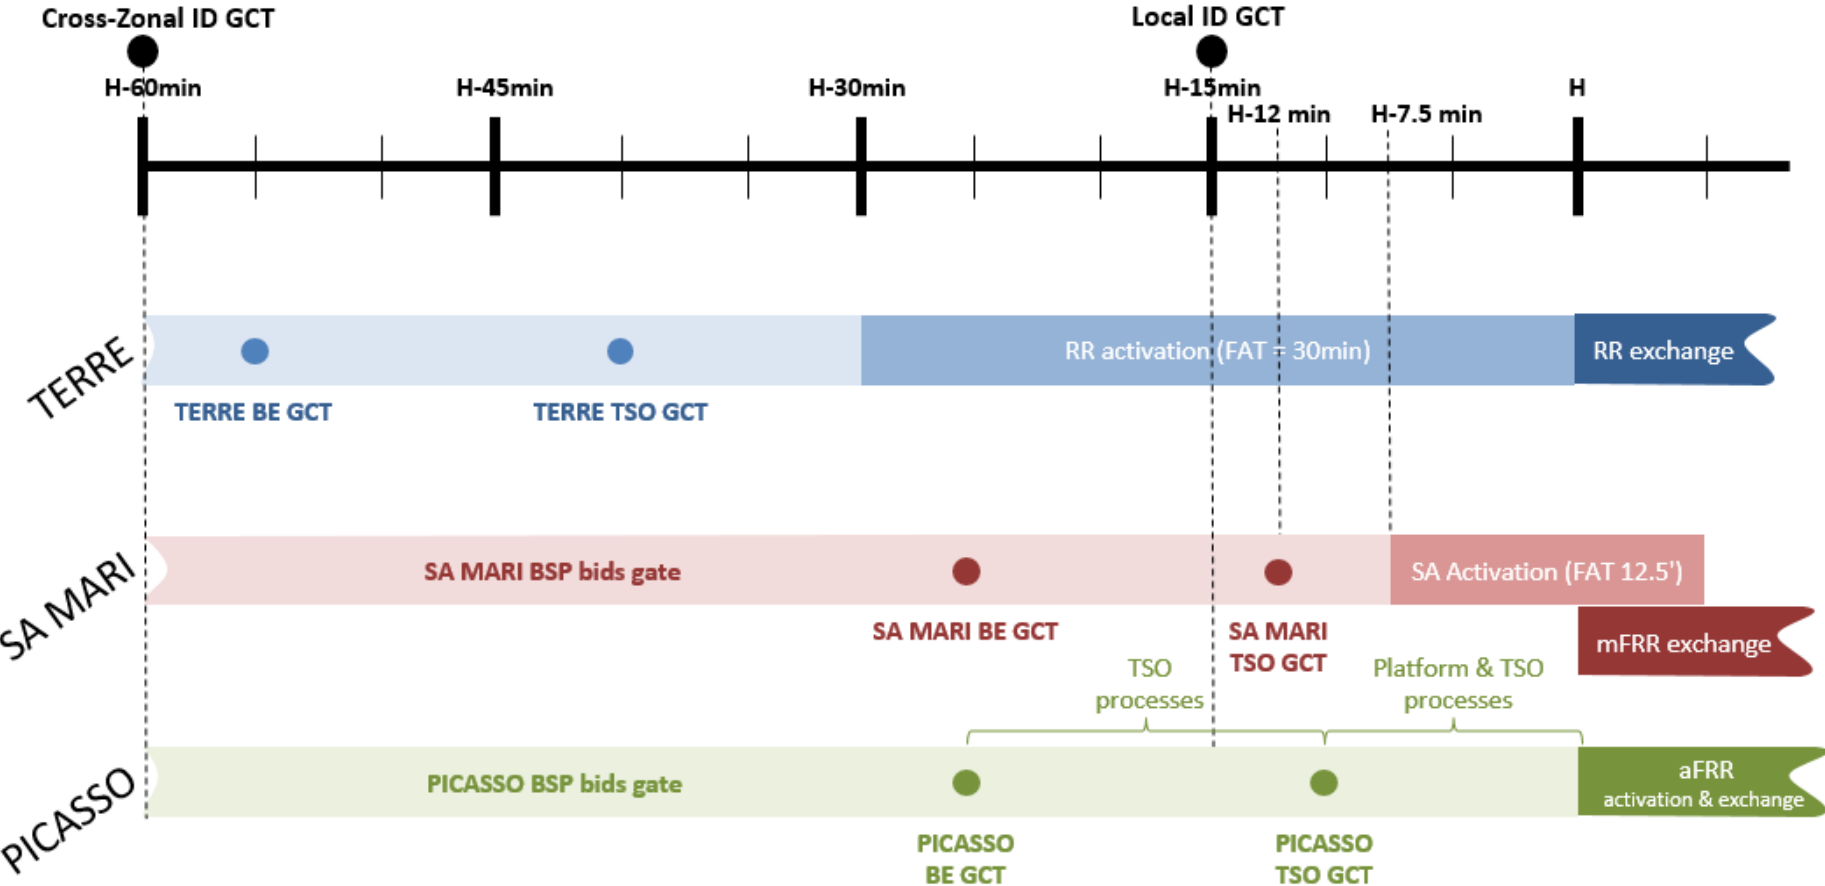 Cross-Zonal ID GCT
Local ID GCT
H-60min
H-45min
H-30min
H-15min
H
H-12 min
H-7.5 min
TERRE
RR activation (FAT = 30min)
RR exchange
TERRE BE GCT
TERRE TSO GCT
SA MARI
SA MARI BSP bids gate
SA Activation (FAT 12.5')
SA MARI BE GCT
SA MARI
TSO GCT
mFRR exchange
TSO
processes
Platform & TSO
processes
PICASSO
PICASSO BSP bids gate
aFRR
activation & exchange
PICASSO
BE GCT
PICASSO
TSO GCT